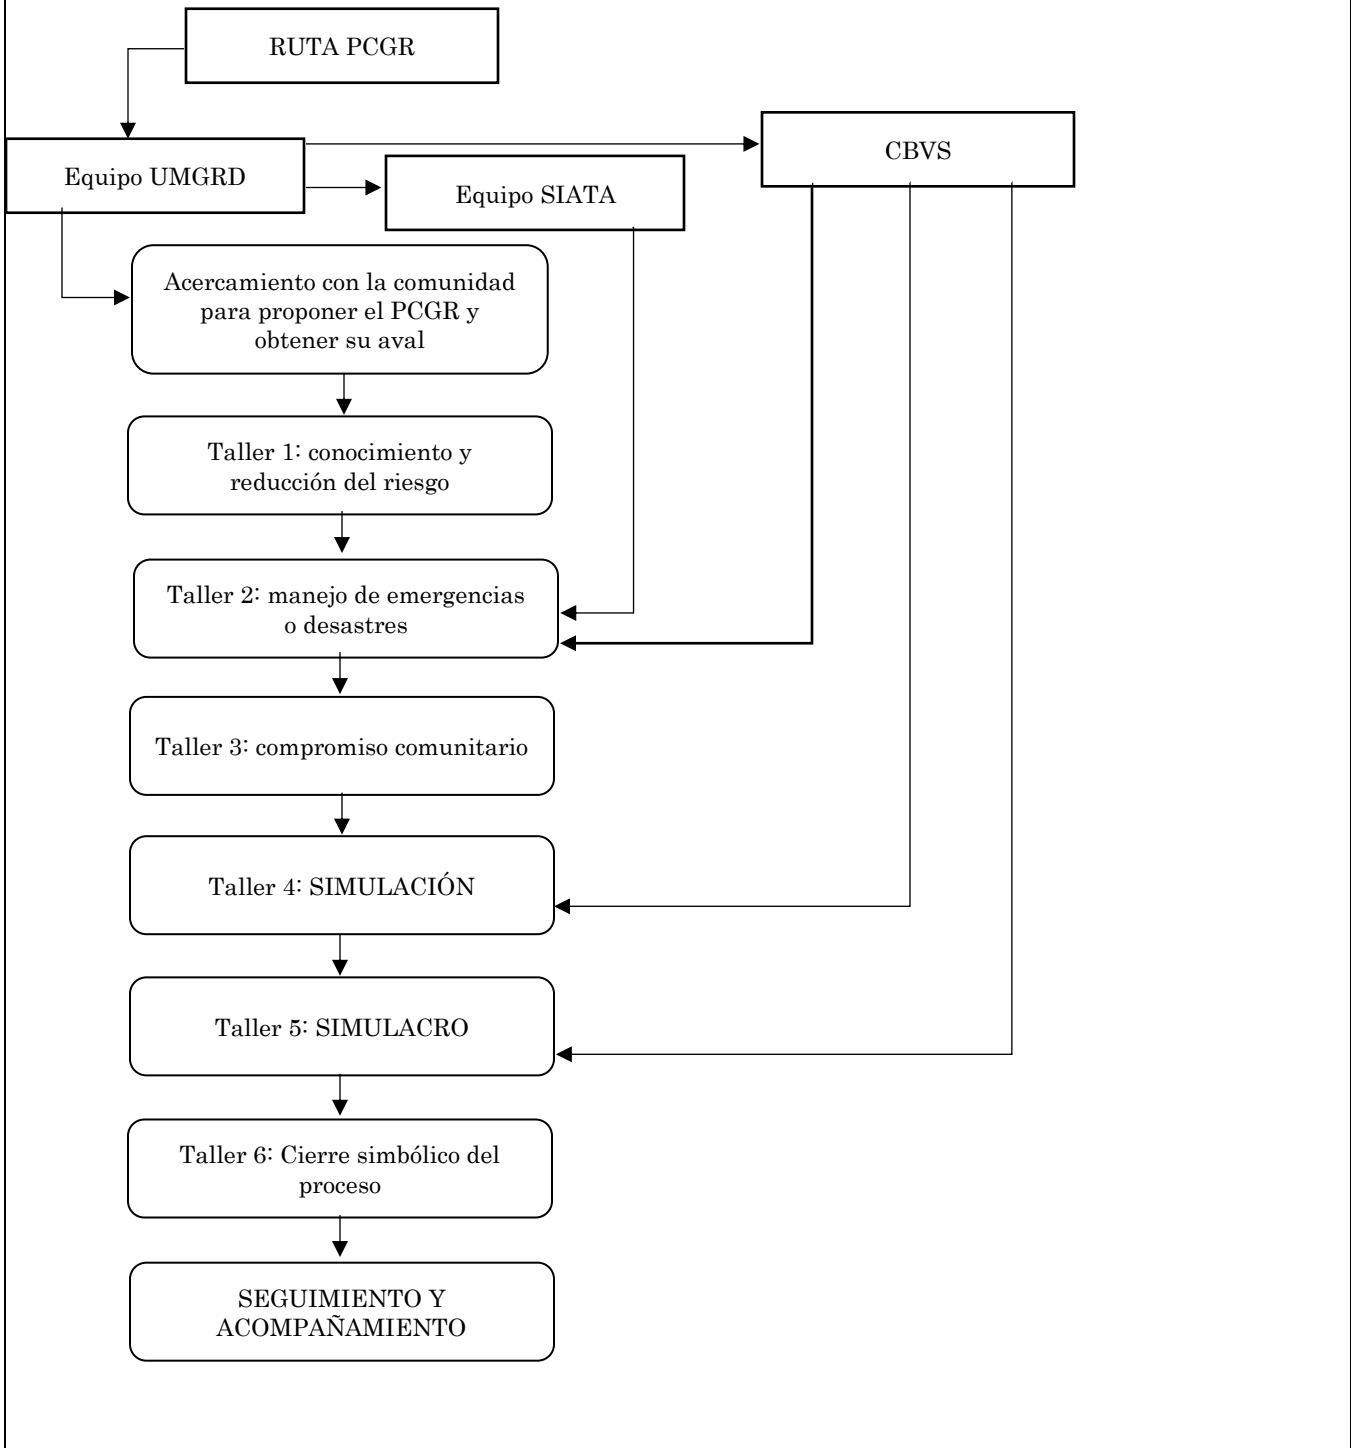 RUTA PCGR
CBVS
Equipo UMGRD
Equipo SIATA
Acercamiento con la comunidad
para proponer el PCGR y
obtener su aval
Taller 1: conocimiento y
reducción del riesgo
Taller 2: manejo de emergencias
o desastres
Taller 3: compromiso comunitario
Taller 4: SIMULACIÓN
Taller 5: SIMULACRO
Taller 6: Cierre simbólico del
proceso
SEGUIMIENTO Y
ACOMPAÑAMIENTO